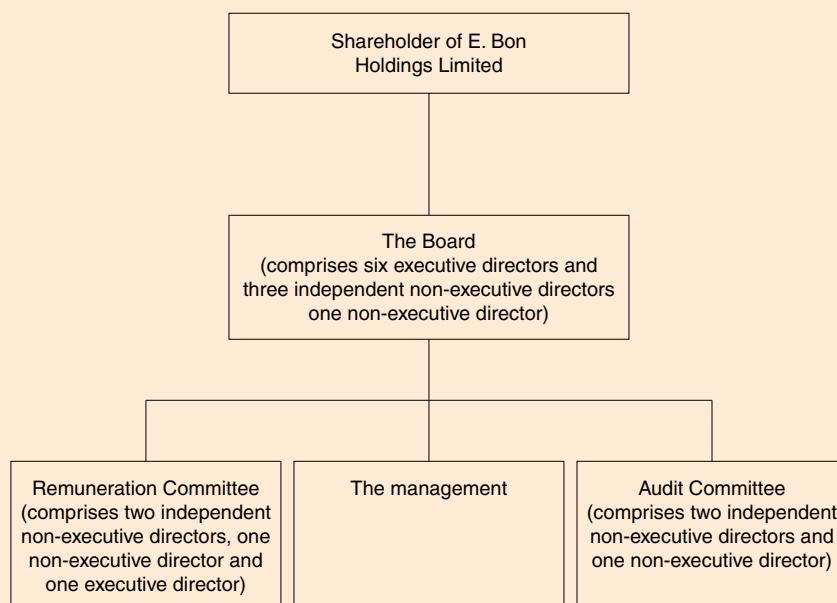 Shareholder of E. Bon
Holdings Limited
The Board
(comprises six executive directors and
three independent non-executive directors
one non-executive director)
Remuneration Committee
(comprises two independent
non-executive directors, one
non-executive director and
one executive director)
The management
Audit Committee
(comprises two independent
non-executive directors and
one non-executive director)